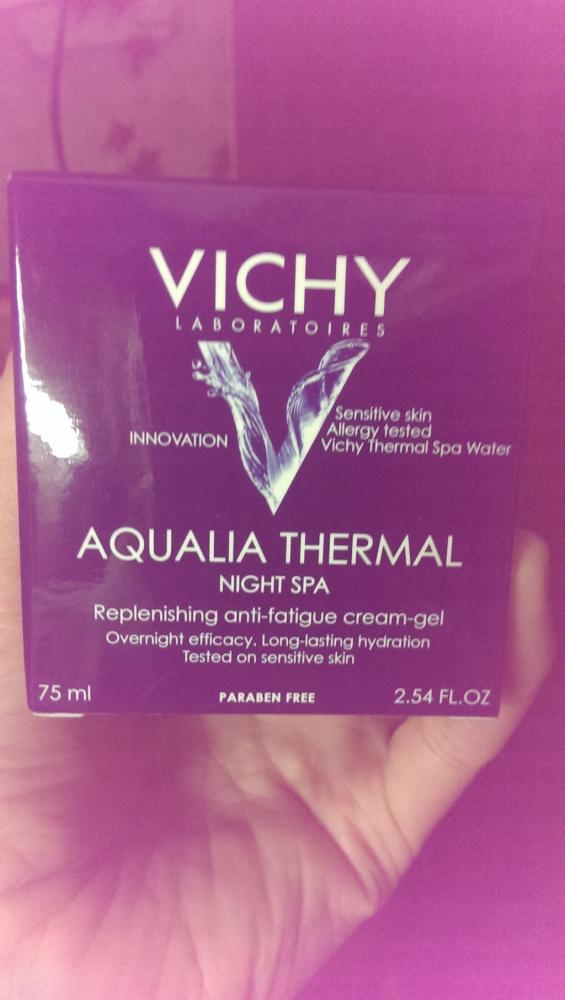 VICHY
LABORATOIRES
INNOVATION
Sensitive skin
Allergy tested
Vichy Thermal Spa Water
AQUALIA THERMAL
NIGHT SPA
Replenishing anti-fatigue cream-gel
Overnight efficacy. Long-lasting hydration
Tested on sensitive skin
75 ml PARABEN FREE 2.54 FL.OZ